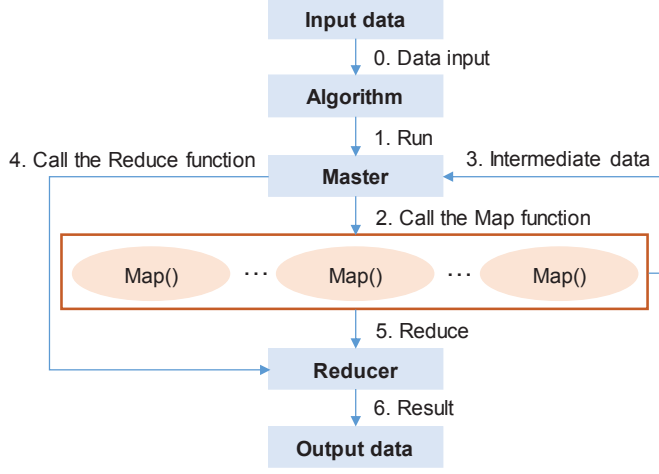 Input data
0. Data input
Algorithm
1. Run
4. Call the Reduce function
3. Intermediate data
Master
2. Call the Map function
Map() ... Map() ... Map()
5. Reduce
Reducer
6. Result
Output data